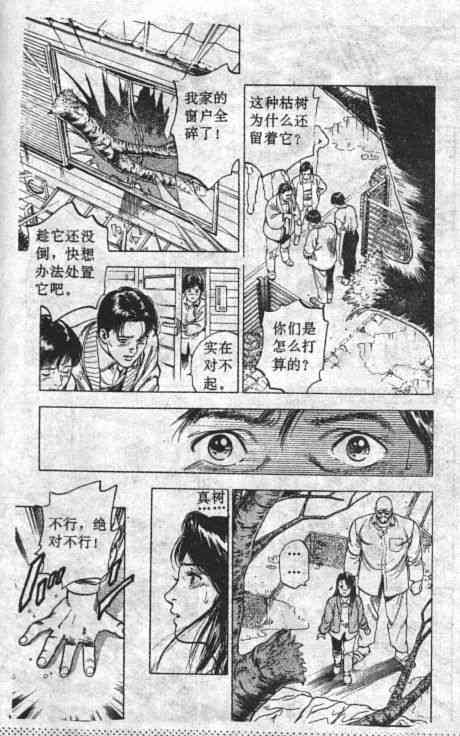 我家的
窗户全
碎了！
这种枯树
为什么还
留着它？
趁它还没
倒，快想
办法处置
它吧。
你们是
怎么打
算的？
实在
对不
起。
不行，绝
对不行！
真树
……
……